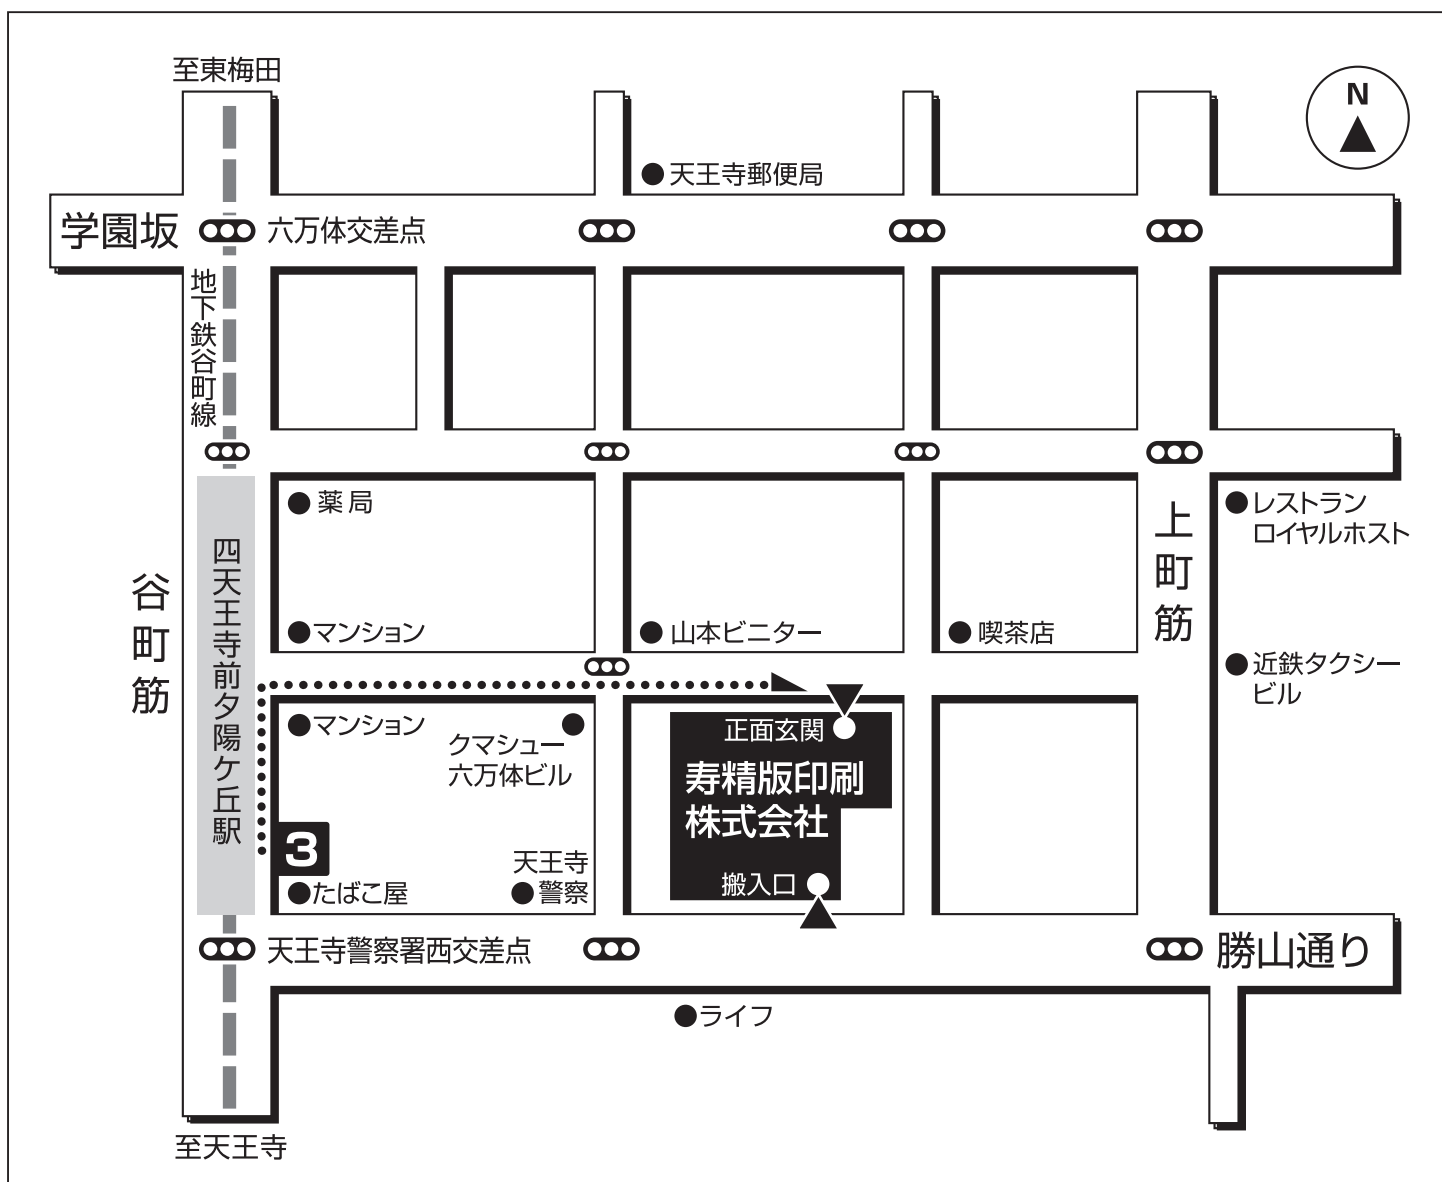 至東梅田
N
天王寺郵便局
学園坂
六万体交差点
地下鉄谷町線
薬局
レストラン
ロイヤルホスト
上町筋
四天王寺前夕陽ケ丘駅
谷町筋
マンション
山本ビニター
喫茶店
近鉄タクシー
ビル
マンション
クマシュー
六万体ビル
正面玄関
寿精版印刷
株式会社
搬入口
3
たばこ屋
天王寺
警察
天王寺警察署西交差点
勝山通り
ライフ
至天王寺